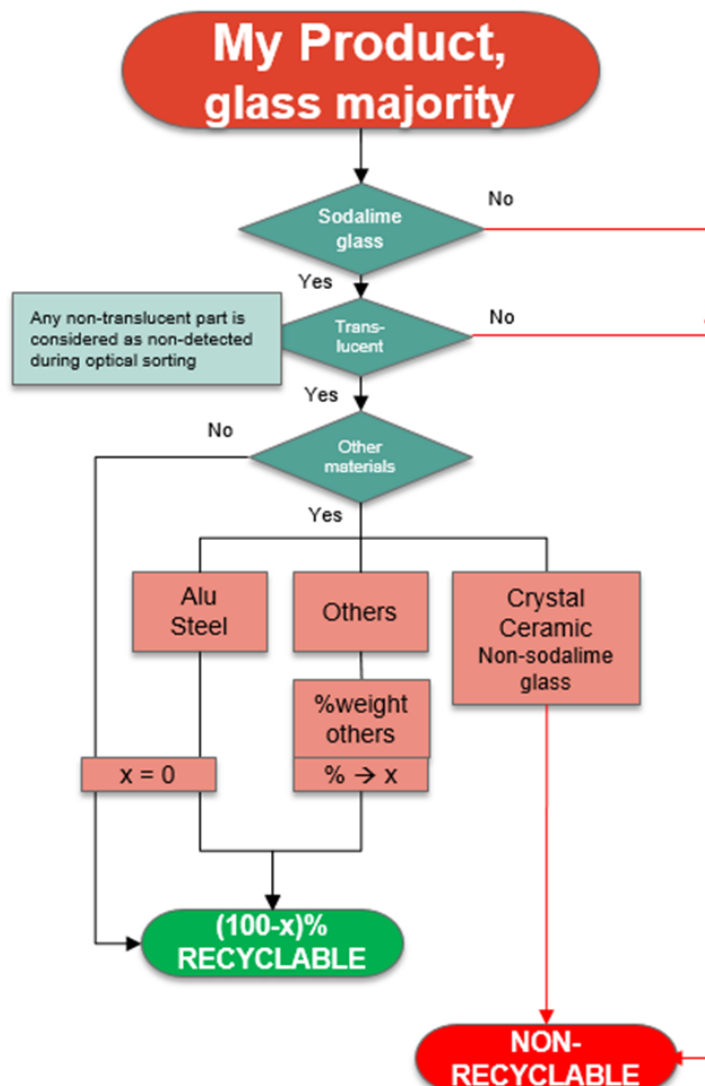 My Product,
glass majority
Sodalime
glass
No
Yes
Any non-translucent part is
considered as non-detected
during optical sorting
Trans-
lucent
No
Yes
No
Other
materials
Yes
Alu
Steel
Others
Crystal
Ceramic
Non-sodalime
glass
%weight
others
x = 0
% → x
(100-x)%
RECYCLABLE
NON-
RECYCLABLE